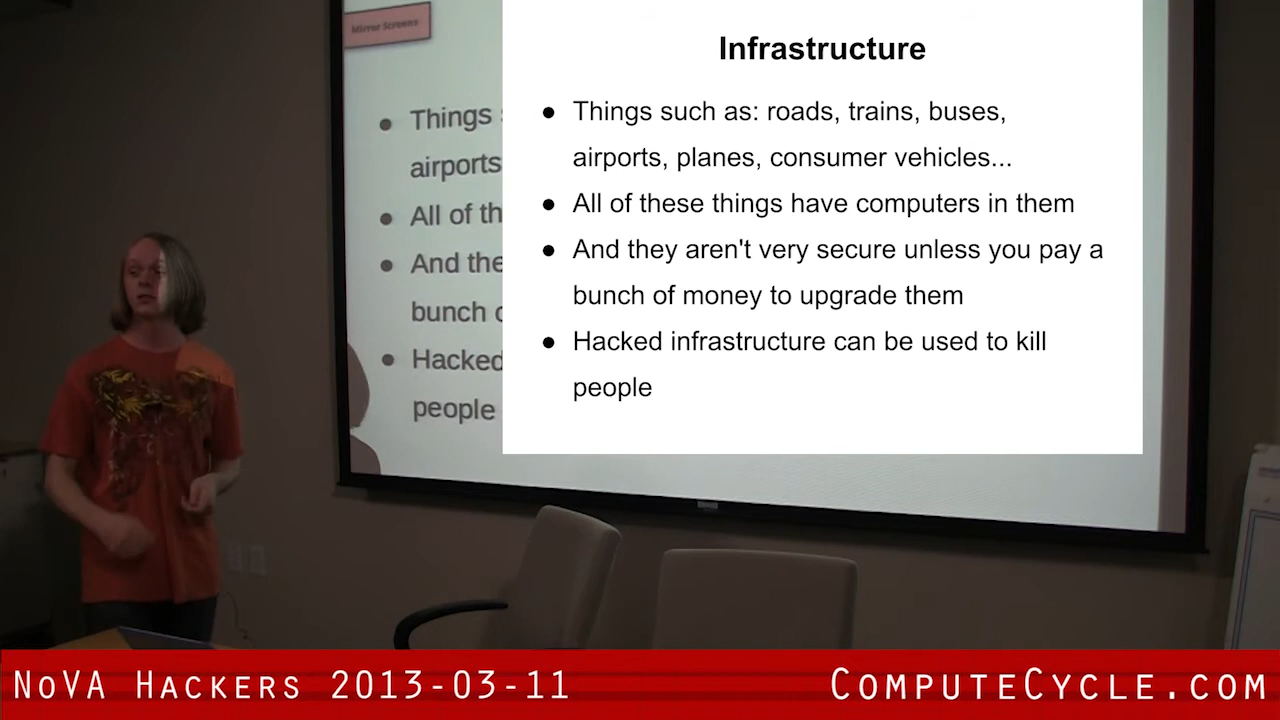 Mirror Screens
Things
airports
All of th
And the
bunch
Hacked
people
Infrastructure
● Things such as: roads, trains, buses,
airports, planes, consumer vehicles...
● All of these things have computers in them
● And they aren't very secure unless you pay a
bunch of money to upgrade them
● Hacked infrastructure can be used to kill
people
NoVA Hackers 2013-03-11
ComputeCycle.com